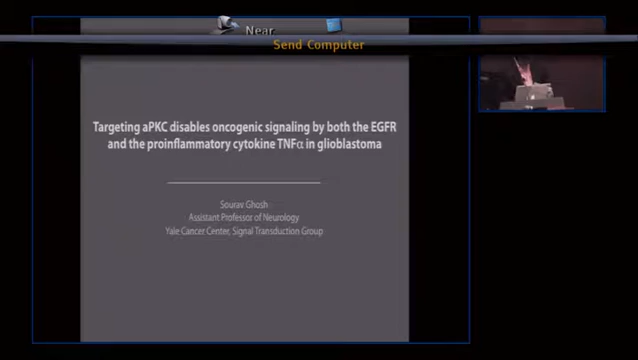 Near
Send Computer
Targeting aPKC disables oncogenic signaling by both the EGFR
and the proinflammatory cytokine TNFα in glioblastoma
Sourav Ghosh
Assistant Professor of Neurology
Yale Cancer Center, Signal Transduction Group